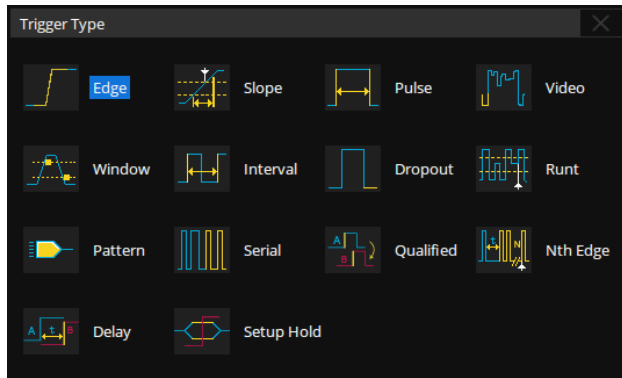 Trigger Type
Edge Slope Pulse Video
Window Interval Dropout Runt
Pattern Serial A B Qualified t N Nth Edge
A t B Delay Setup Hold